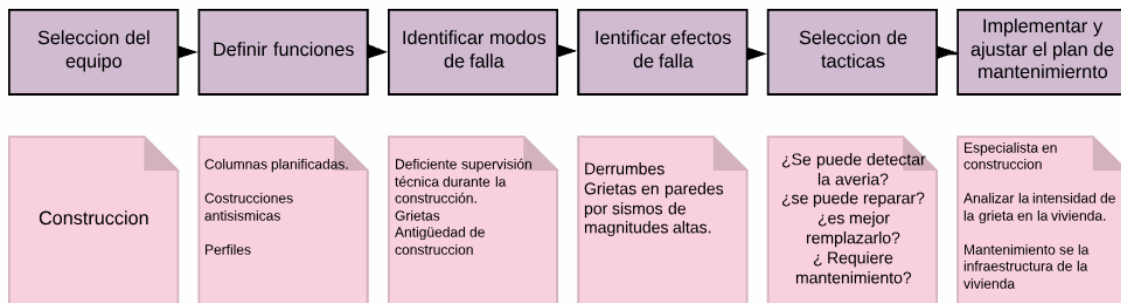 Seleccion del
equipo
Definir funciones
Identificar modos
de falla
Ientificar efectos
de falla
Seleccion de
tacticas
Implementar y
ajustar el plan de
mantenimiernto
Construccion
Columnas planificadas.
Costrucciones
antisismicas
Perfiles
Deficiente supervisión
técnica durante la
construcción.
Grietas
Antigüedad de
construccion
Derrumbes
Grietas en paredes
por sismos de
magnitudes altas.
¿Se puede detectar
la averia?
¿se puede reparar?
¿es mejor
remplazarlo?
¿ Requiere
mantenimiento?
Especialista en
construccion
Analizar la intensidad de
la grieta en la vivienda.
Mantenimiento se la
infraestructura de la
vivienda